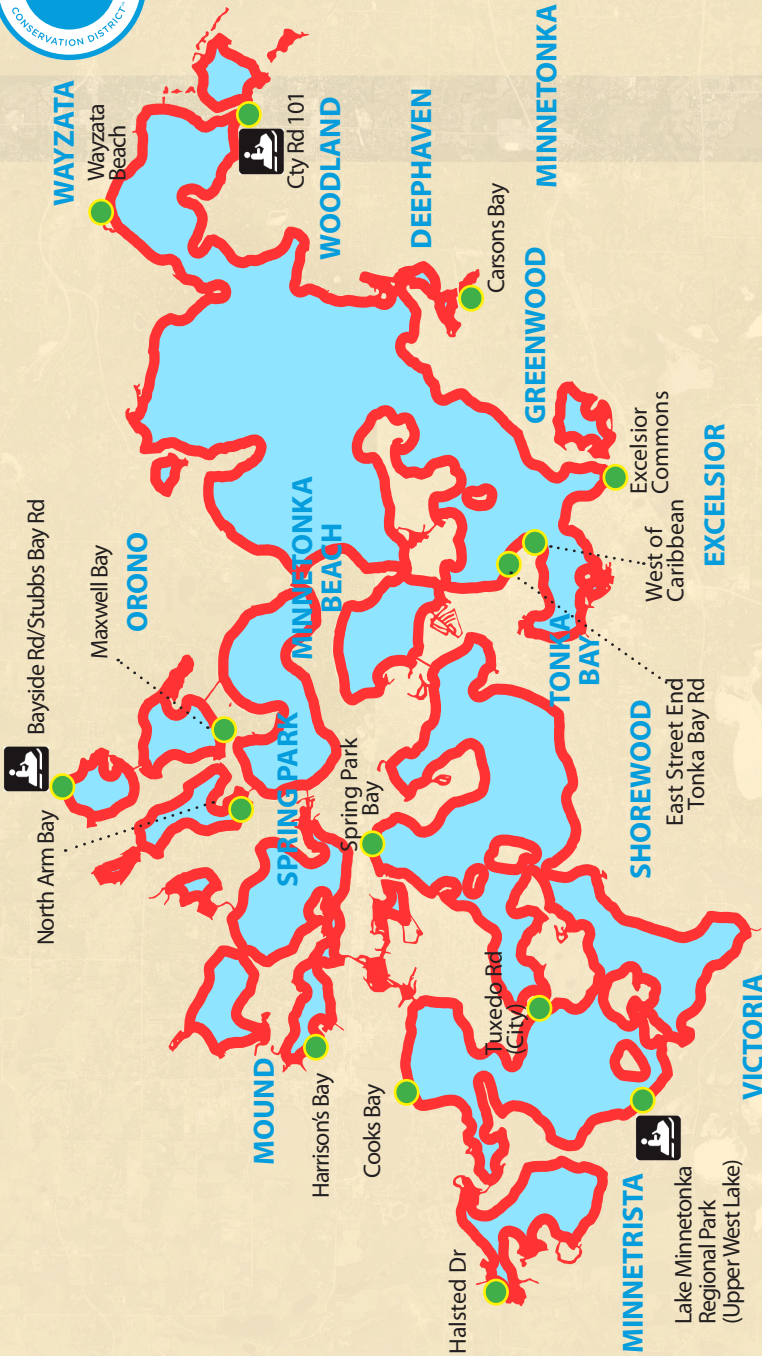 CONSERVATION DISTRICT™
WAYZATA
Wayzata
Beach
Cty Rd 101
WOODLAND
DEEPHAVEN
MINNETONKA
Carsons Bay
GREENWOOD
Excelsior
Commons
EXCELSIOR
West of
Caribbean
Bayside Rd/Stubbs Bay Rd
Maxwell Bay
ORONO
MINNETONKA
BEACH
TONKA
BAY
East Street End
Tonka Bay Rd
SHOREWOOD
North Arm Bay
SPRING PARK
Spring Park
Bay
Tuxedo Rd
(City)
VICTORIA
MOUND
Harrison's Bay
Cooks Bay
Halsted Dr
MINNETRISTA
Lake Minnetonka
Regional Park
(Upper West Lake)